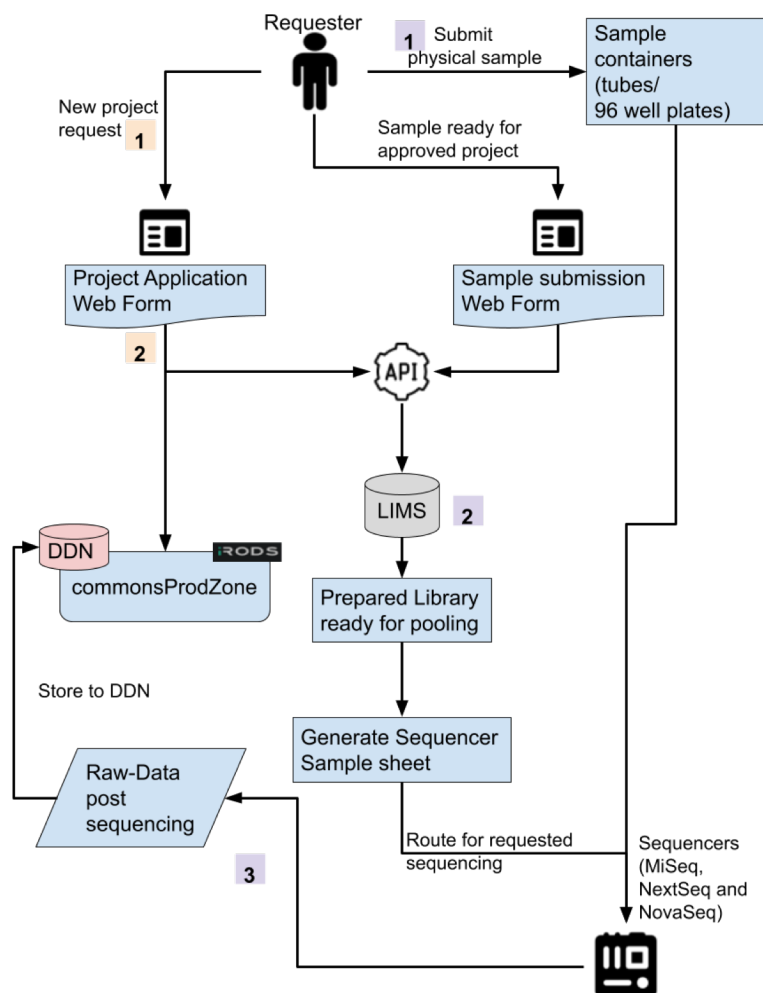 Requester
1
Submit
physical sample
Sample
containers
(tubes/
96 well plates)
New project
request
1
Sample ready for
approved project
Project Application
Web Form
Sample submission
Web Form
2
API
LIMS
2
DDN
iRODS
commonsProdZone
Prepared Library
ready for pooling
Store to DDN
Generate Sequencer
Sample sheet
Raw-Data
post
sequencing
Route for requested
sequencing
Sequencers
(MiSeq,
NextSeq and
NovaSeq)
3